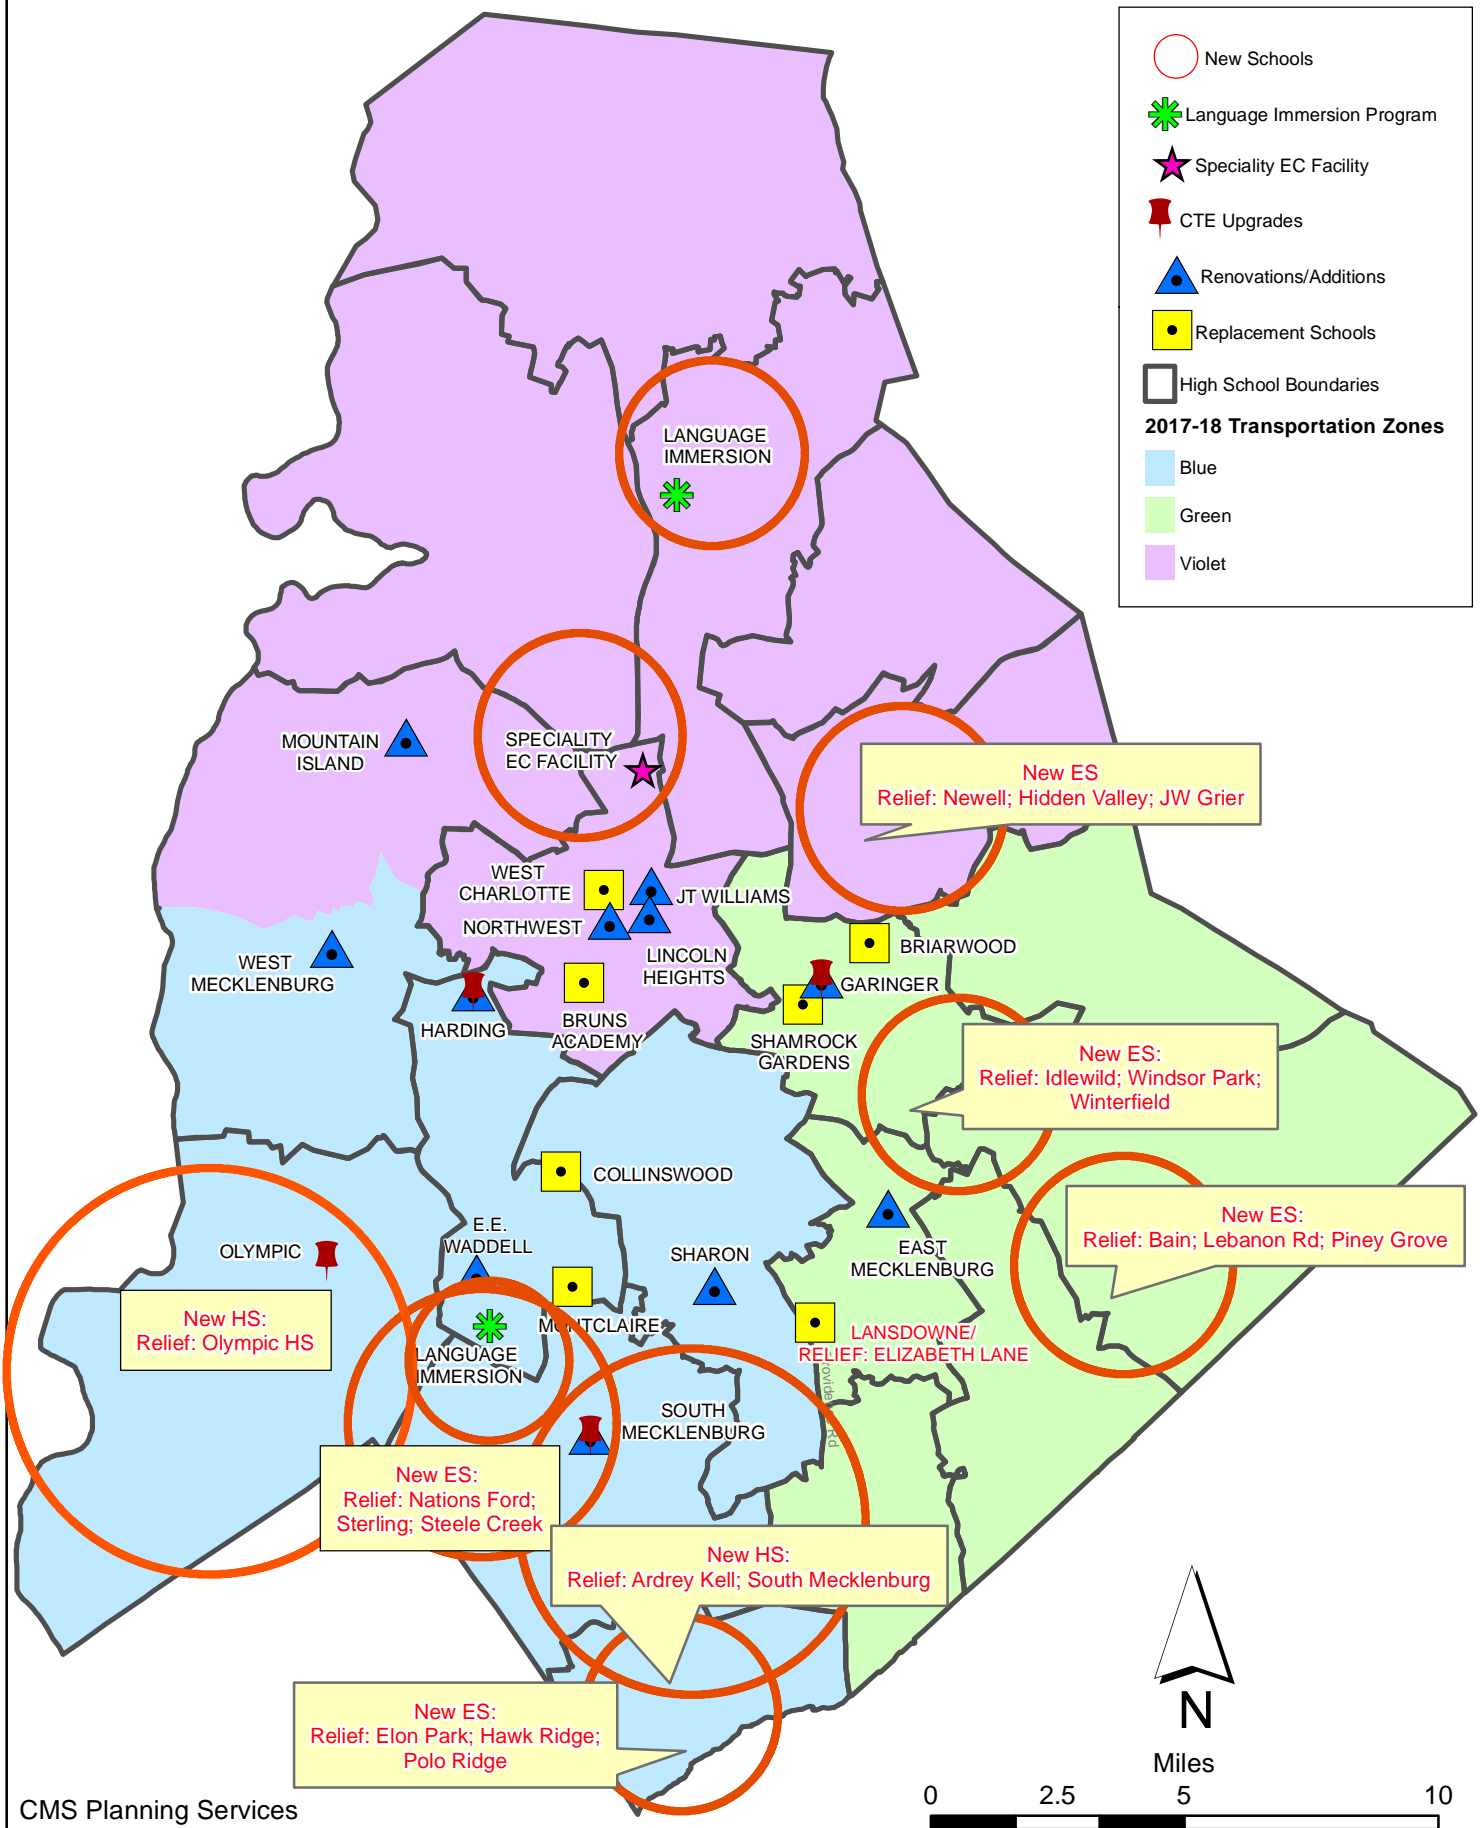 New Schools
Language Immersion Program
Speciality EC Facility
CTE Upgrades
Renovations/Additions
Replacement Schools
High School Boundaries
2017-18 Transportation Zones
Blue
Green
Violet
LANGUAGE
IMMERSION
MOUNTAIN
ISLAND
SPECIALITY
EC FACILITY
New ES
Relief: Newell; Hidden Valley; JW Grier
WEST
CHARLOTTE
JT WILLIAMS
NORTHWEST
LINCOLN
HEIGHTS
BRIARWOOD
WEST
MECKLENBURG
GARINGER
HARDING
BRUNS
ACADEMY
SHAMROCK
GARDENS
New ES:
Relief: Idlewild; Windsor Park;
Winterfield
COLLINSWOOD
E.E.
WADDELL
OLYMPIC
SHARON
EAST
MECKLENBURG
New ES:
Relief: Bain; Lebanon Rd; Piney Grove
New HS:
Relief: Olympic HS
MONTCLAIRE
LANSDOWNE/
RELIEF: ELIZABETH LANE
LANGUAGE
IMMERSION
Providence Rd
SOUTH
MECKLENBURG
New ES:
Relief: Nations Ford;
Sterling; Steele Creek
New HS:
Relief: Ardrey Kell; South Mecklenburg
New ES:
Relief: Elon Park; Hawk Ridge;
Polo Ridge
N
Miles
0 2.5 5 10
CMS Planning Services